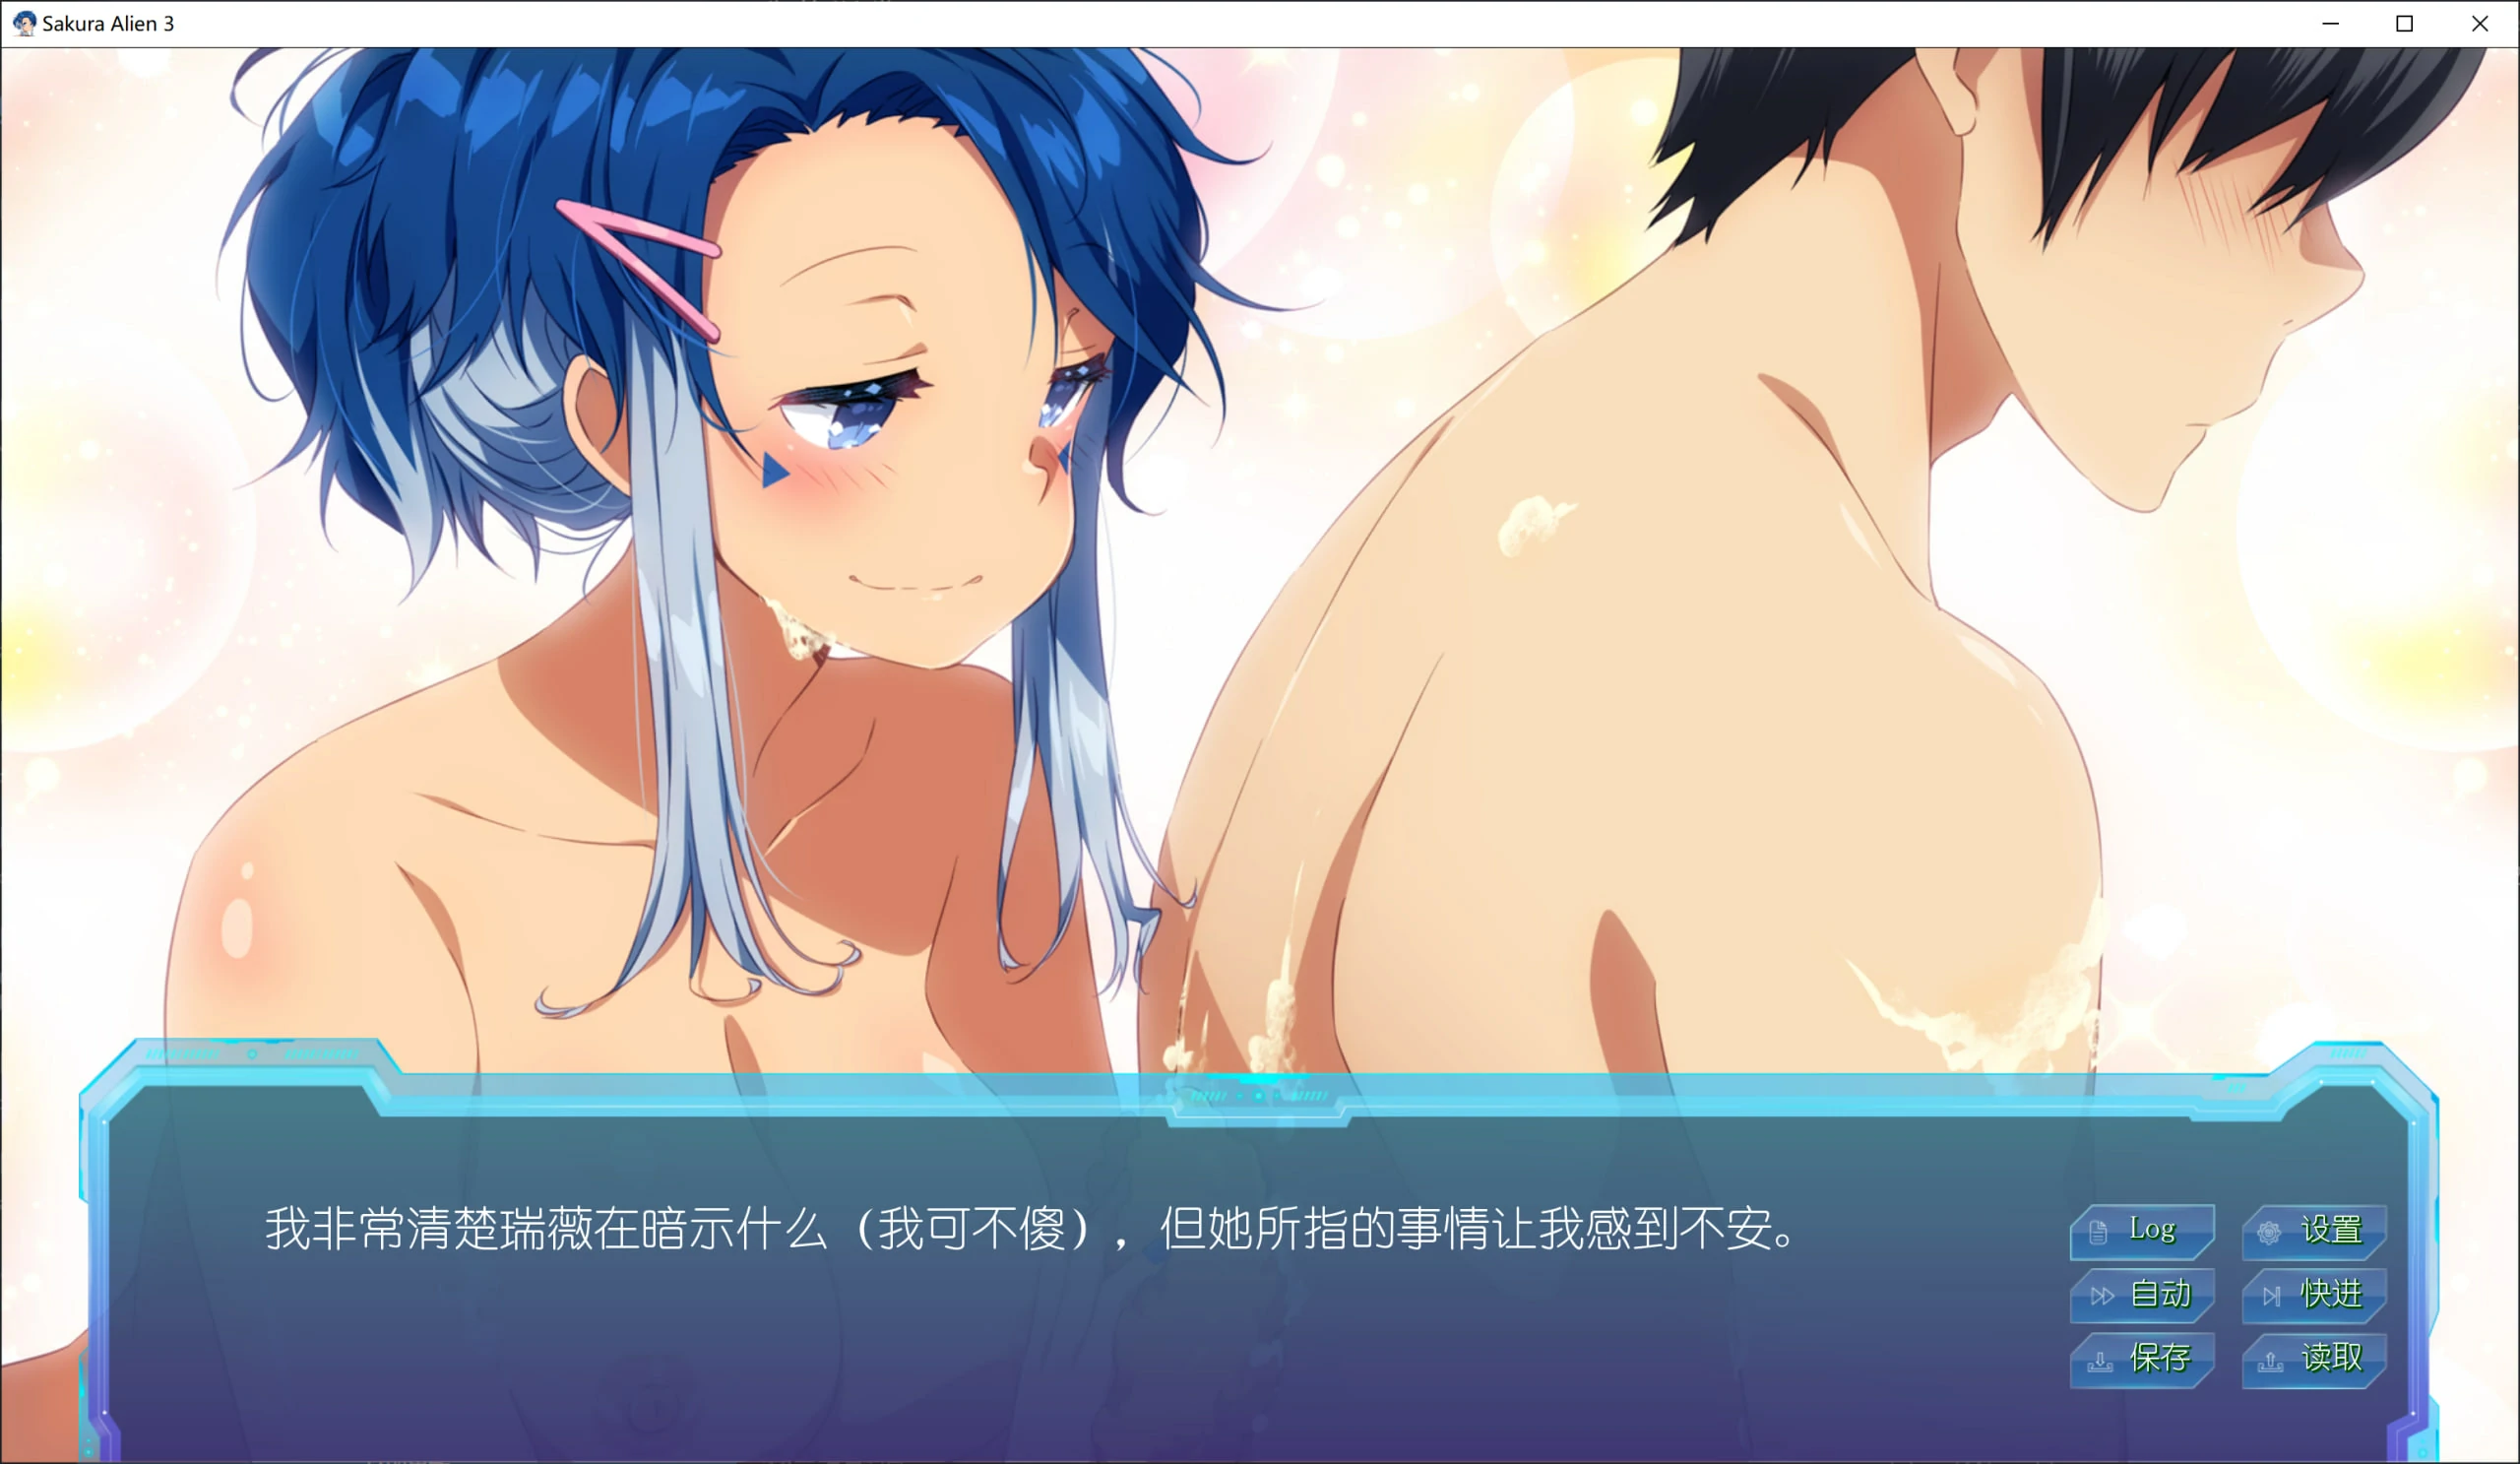 Sakura Alien 3
我非常清楚瑞薇在暗示什么（我可不傻），但她所指的事情让我感到不安。
Log
设置
自动
快进
保存
读取